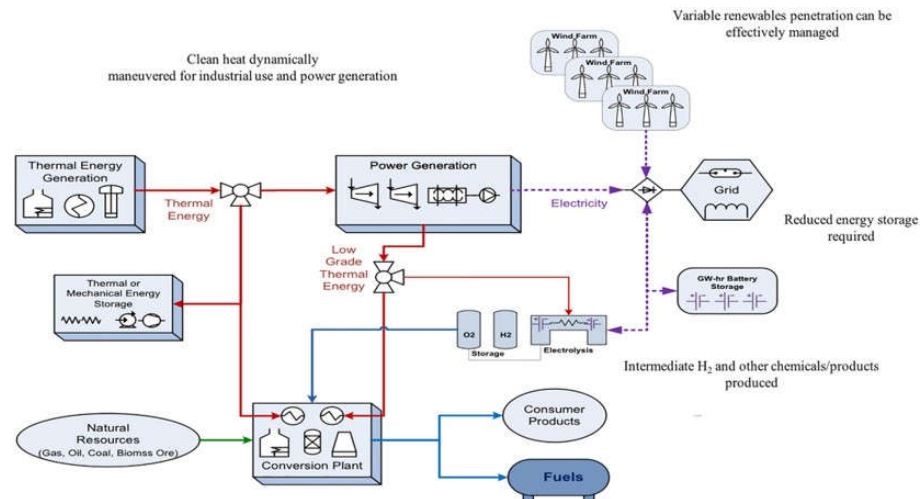 Variable renewables penetration can be
effectively managed
Clean heat dynamically
maneuvered for industrial use and power generation
Wind Farm
Wind Farm
Wind Farm
Thermal Energy
Generation
Thermal
Energy
Power Generation
Electricity
Grid
Reduced energy storage
required
Low
Grade
Thermal
Energy
Thermal or
Mechanical Energy
Storage
GW-hr Battery
Storage
O2
H2
Storage
Electrolysis
Intermediate H2 and other chemicals/products
produced
Natural
Resources
(Gas, Oil, Coal, Biomss Ore)
Conversion Plant
Consumer
Products
Fuels